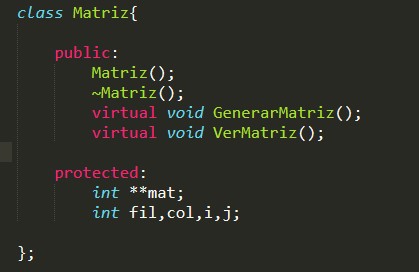 class Matriz{
public:
Matriz();
~Matriz();
virtual void GenerarMatriz();
virtual void VerMatriz();
protected:
int **mat;
int fil,col,i,j;
};